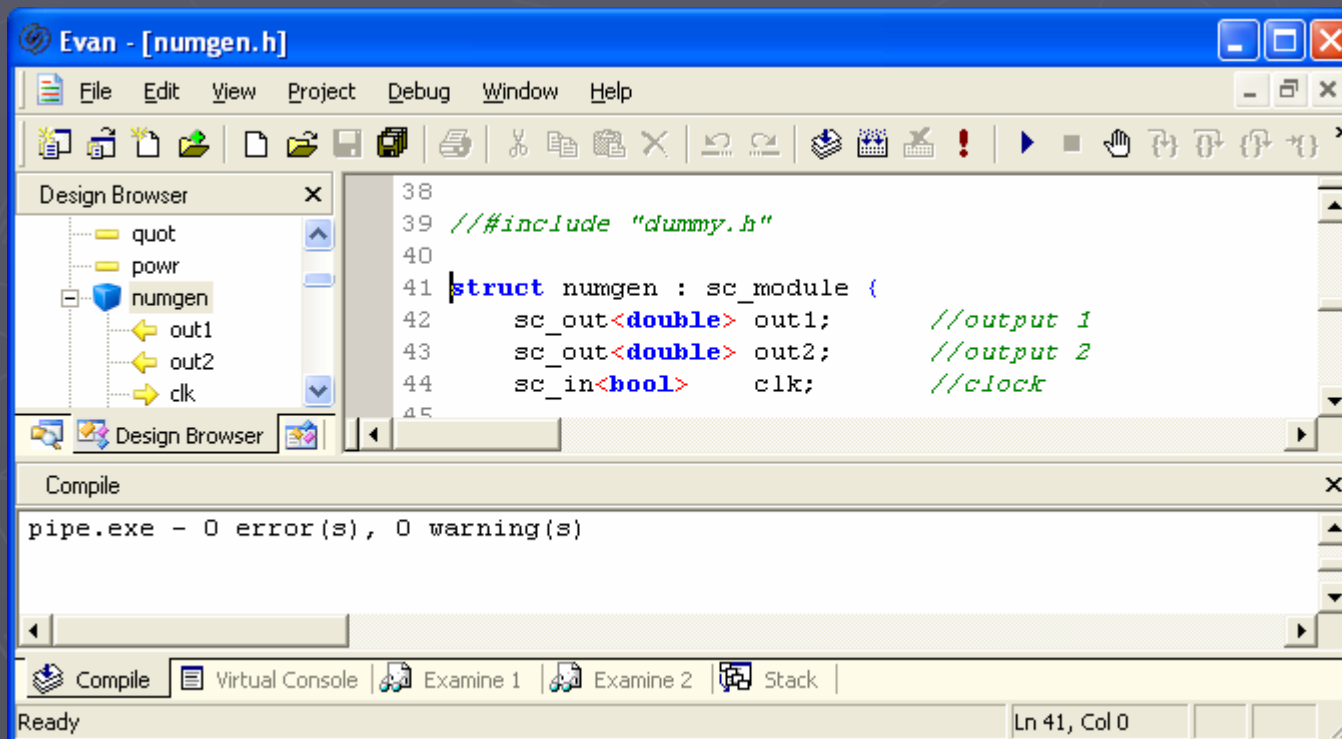 Evan - [numgen.h]
File Edit View Project Debug Window Help
Design Browser
quot
powr
numgen
out1
out2
clk
Design Browser
38
39 //#include "dummy.h"
40
41 struct numgen : sc_module {
42 sc_out<double> out1; //output 1
43 sc_out<double> out2; //output 2
44 sc_in<bool> clk; //clock
45
Compile
pipe.exe - 0 error(s), 0 warning(s)
Compile Virtual Console Examine 1 Examine 2 Stack
Ready Ln 41, Col 0